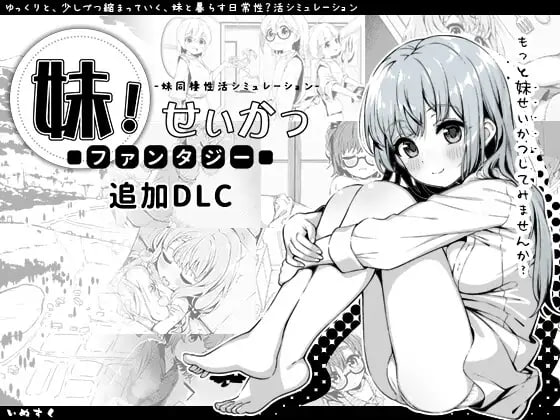 ゆっくりと、少しづつ縮まっていく、妹と暮らす日常性?活シミュレーション
-妹同棲性活シミュレーション-
妹!せいかつ
ファンタジー
追加DLC
もっと妹せいかつしてみませんか?
いぬすく